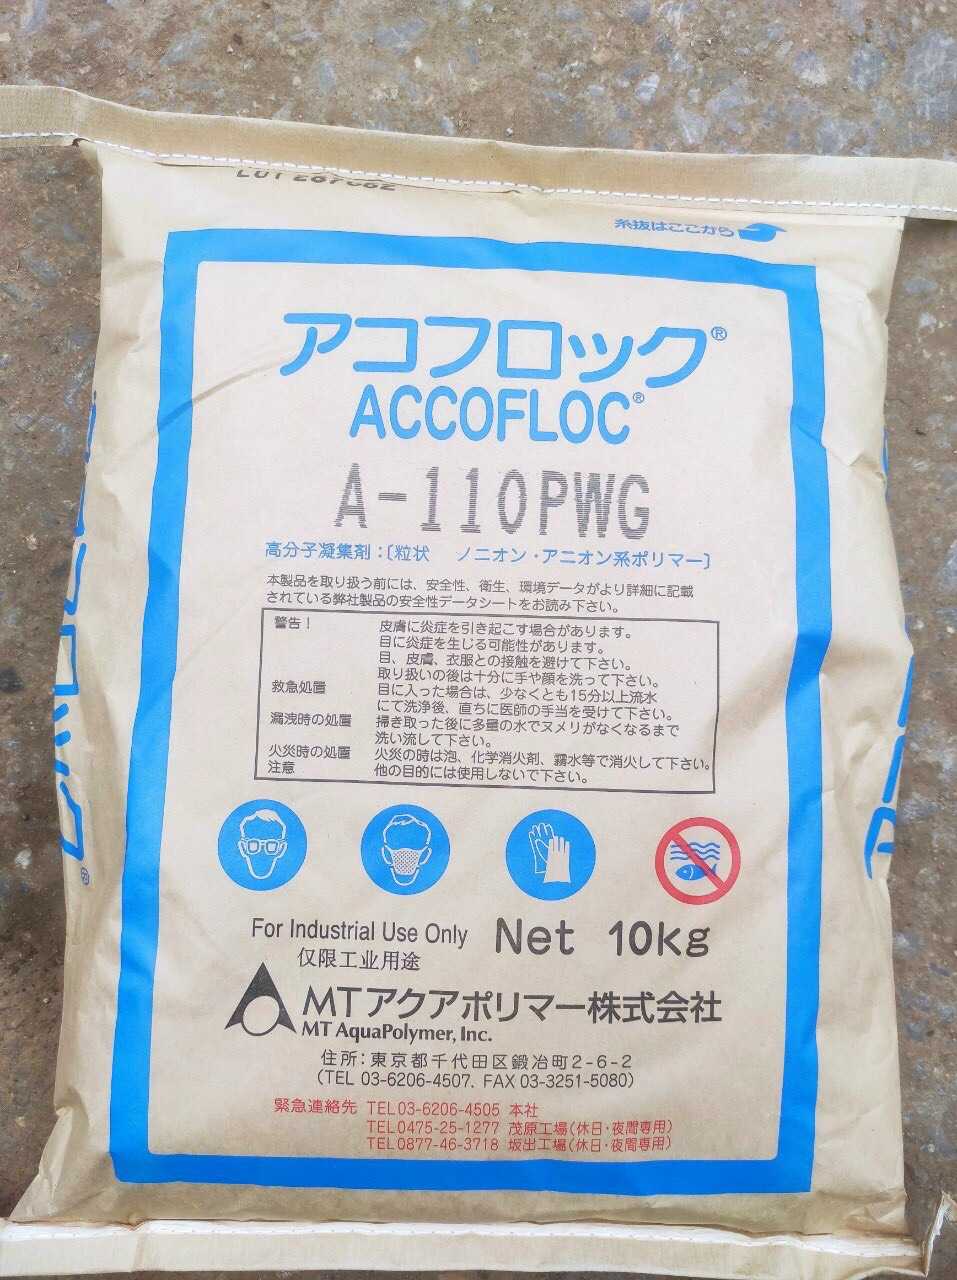 糸抜はここから
アコフロック®
ACCOFLOC®
A-110PWG
高分子凝集剤：〔粒状 ノニオン・アニオン系ポリマー〕
本製品を取り扱う前には、安全性、衛生、環境データがより詳細に記載
されている弊社製品の安全性データシートをお読み下さい。
警告！ 皮膚に炎症を引き起こす場合があります。
目に炎症を生じる可能性があります。
目、皮膚、衣服との接触を避けて下さい。
取り扱いの後は十分に手や顔を洗って下さい。
救急処置 目に入った場合は、少なくとも15分以上流水
にて洗浄後、直ちに医師の手当を受けて下さい。
漏洩時の処置 掃き取った後に多量の水でヌメリがなくなるまで
洗い流して下さい。
火災時の処置 火災の時は泡、化学消火剤、霧水等で消火して下さい。
注意 他の目的には使用しないで下さい。
For Industrial Use Only Net 10kg
仅限工业用途
MTアクアポリマー株式会社
MT AquaPolymer, Inc.
住所：東京都千代田区鍛冶町2-6-2
（TEL 03-6206-4507. FAX 03-3251-5080）
緊急連絡先 TEL03-6206-4505 本社
TEL0475-25-1277 茂原工場（休日・夜間専用）
TEL0877-46-3718 坂出工場（休日・夜間専用）